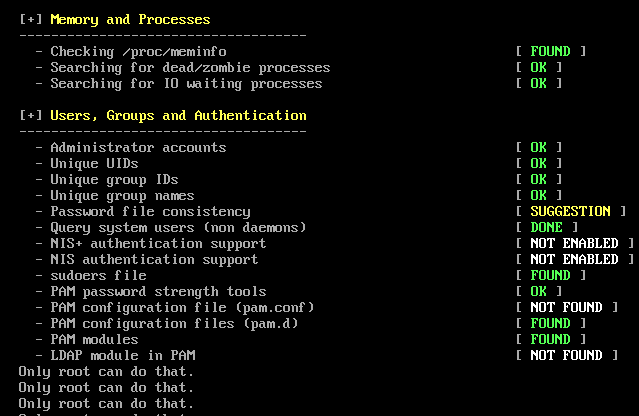 [+] Memory and Processes
------------------------------------
  - Checking /proc/meminfo                                    [ FOUND ]
  - Searching for dead/zombie processes                       [ OK ]
  - Searching for IO waiting processes                        [ OK ]
[+] Users, Groups and Authentication
------------------------------------
  - Administrator accounts                                    [ OK ]
  - Unique UIDs                                               [ OK ]
  - Unique group IDs                                          [ OK ]
  - Unique group names                                        [ OK ]
  - Password file consistency                                 [ SUGGESTION ]
  - Query system users (non daemons)                          [ DONE ]
  - NIS+ authentication support                               [ NOT ENABLED ]
  - NIS authentication support                                [ NOT ENABLED ]
  - sudoers file                                              [ FOUND ]
  - PAM password strength tools                               [ OK ]
  - PAM configuration file (pam.conf)                         [ NOT FOUND ]
  - PAM configuration files (pam.d)                           [ FOUND ]
  - PAM modules                                               [ FOUND ]
  - LDAP module in PAM                                        [ NOT FOUND ]
Only root can do that.
Only root can do that.
Only root can do that.
Only root can do that.